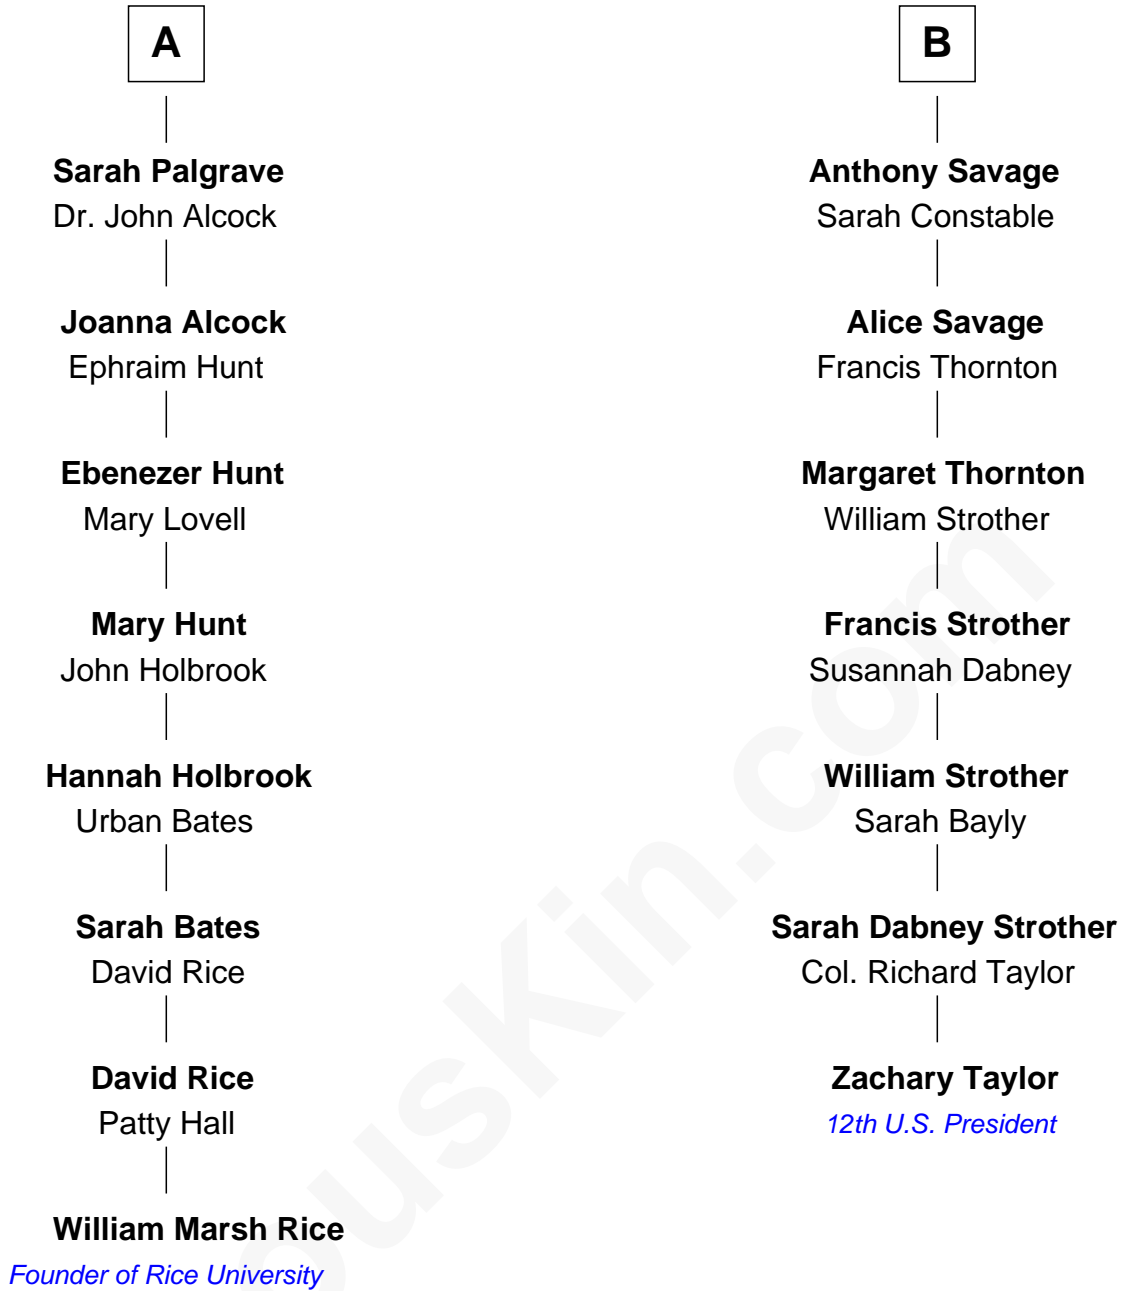 A
Sarah Palgrave
Dr. John Alcock
Joanna Alcock
Ephraim Hunt
Ebenezer Hunt
Mary Lovell
Mary Hunt
John Holbrook
Hannah Holbrook
Urban Bates
Sarah Bates
David Rice
David Rice
Patty Hall
William Marsh Rice
Founder of Rice University
B
Anthony Savage
Sarah Constable
Alice Savage
Francis Thornton
Margaret Thornton
William Strother
Francis Strother
Susannah Dabney
William Strother
Sarah Bayly
Sarah Dabney Strother
Col. Richard Taylor
Zachary Taylor
12th U.S. President
ousKin.com